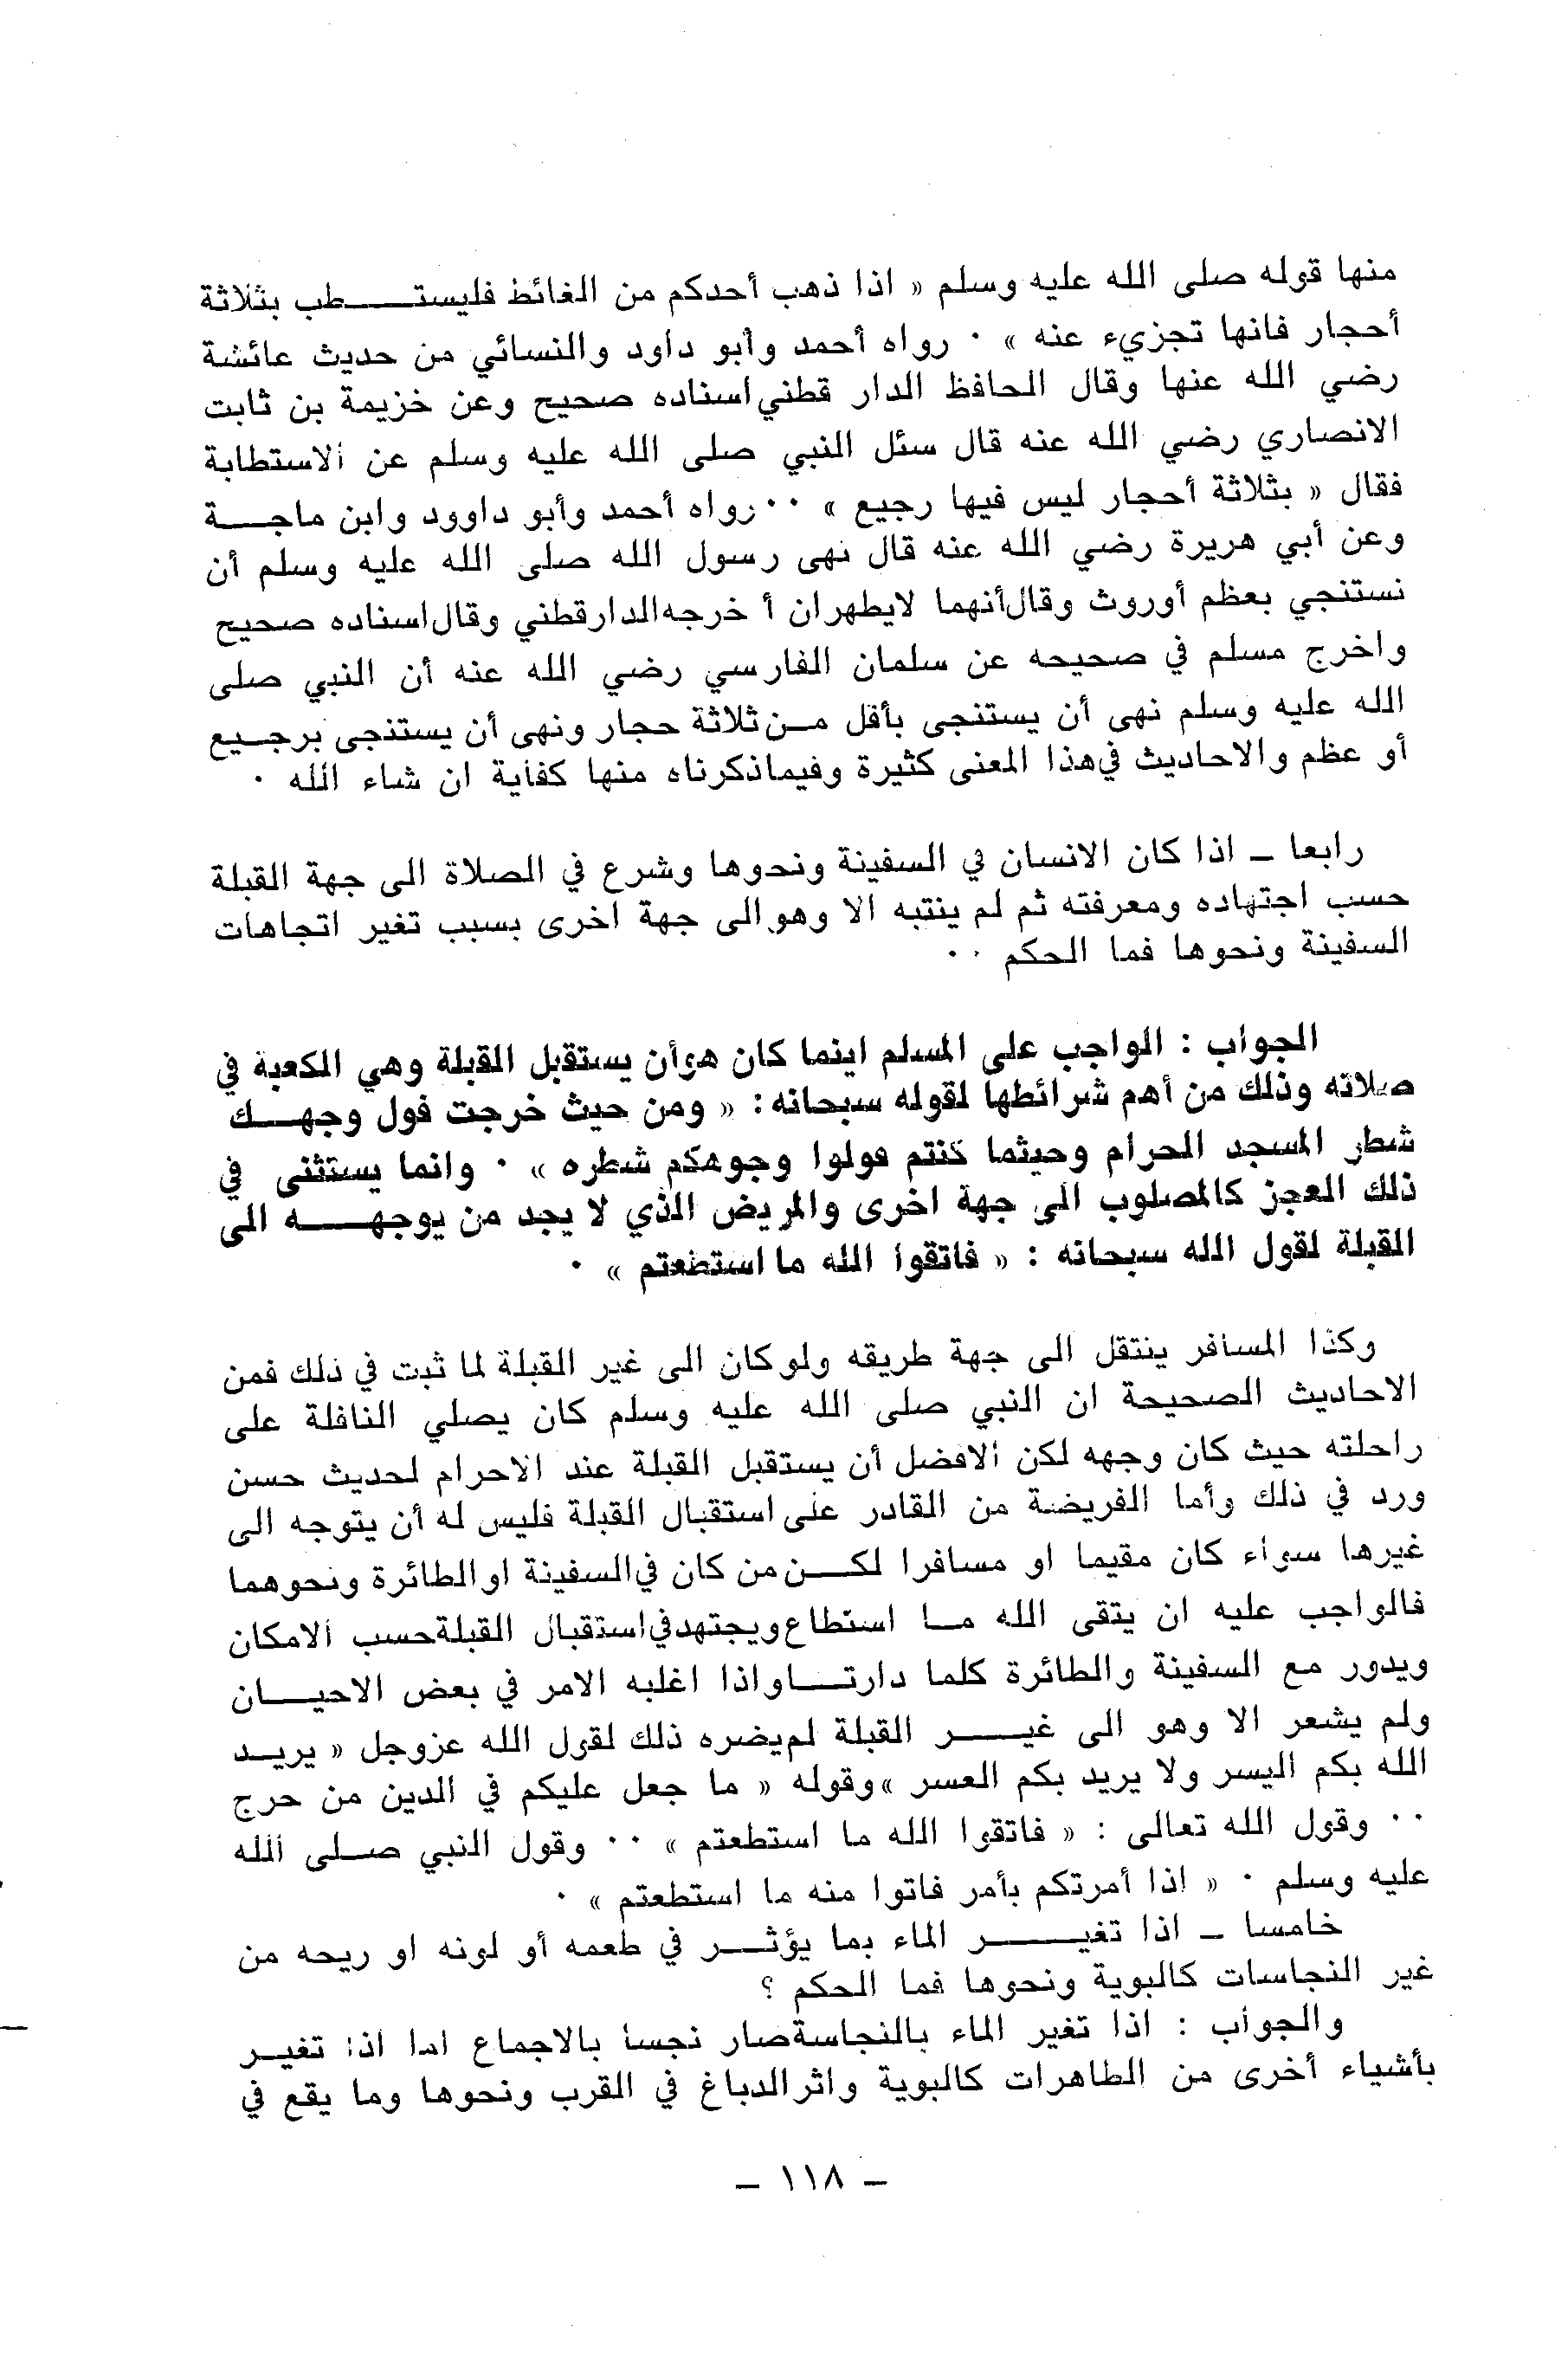 منها قوله صلى الله عليه وسلم « اذا ذهب أحدكم من الغائط فليستطب بثلاثة
أحجار فانها تجزيء عنه » ٠ رواه أحمد وأبو داود والنسائي من حديث عائشة
رضي الله عنها وقال الحافظ الدار قطني اسناده صحيح وعن خزيمة بن ثابت
الانصاري رضي الله عنه قال سئل النبي صلى الله عليه وسلم عن الاستطابة
فقال « بثلاثة أحجار ليس فيها رجيع » ٠٠ رواه أحمد وأبو داوود وابن ماجة
وعن أبي هريرة رضي الله عنه قال نهى رسول الله صلى الله عليه وسلم أن
نستنجي بعظم أوروث وقال أنهما لايطهران أ خرجه الدارقطني وقال اسناده صحيح
واخرج مسلم في صحيحه عن سلمان الفارسي رضي الله عنه أن النبي صلى
الله عليه وسلم نهى أن يستنجى بأقل من ثلاثة حجار ونهى أن يستنجى برجيع
أو عظم والاحاديث في هذا المعنى كثيرة وفيماذكرناه منها كفاية ان شاء الله ٠
رابعا – اذا كان الانسان في السفينة ونحوها وشرع في الصلاة الى جهة القبلة
حسب اجتهاده ومعرفته ثم لم ينتبه الا وهو الى جهة اخرى بسبب تغير اتجاهات
السفينة ونحوها فما الحكم ٠٠
الجواب : الواجب على المسلم اينما كان هو أن يستقبل القبلة وهي الكعبة في
صلاته وذلك من أهم شرائطها لقوله سبحانه : « ومن حيث خرجت فول وجهك
شطر المسجد الحرام وحيثما كنتم فولوا وجوهكم شطره » ٠ وانما يستثنى في
ذلك العجز كالمصلوب الى جهة اخرى والمريض الذي لا يجد من يوجهه الى
القبلة لقول الله سبحانه : « فاتقوا الله ما استطعتم » ٠
وكذا المسافر ينتقل الى جهة طريقه ولو كان الى غير القبلة لما ثبت في ذلك فمن
الاحاديث الصحيحة ان النبي صلى الله عليه وسلم كان يصلي النافلة على
راحلته حيث كان وجهه لكن الافضل أن يستقبل القبلة عند الاحرام لحديث حسن
ورد في ذلك وأما الفريضة من القادر على استقبال القبلة فليس له أن يتوجه الى
غيرها سواء كان مقيما او مسافرا لكن من كان في السفينة او الطائرة ونحوهما
فالواجب عليه ان يتقى الله ما استطاع ويجتهد في استقبال القبلة حسب الامكان
ويدور مع السفينة والطائرة كلما دارتا واذا اغلبه الامر في بعض الاحيان
ولم يشعر الا وهو الى غير القبلة لم يضره ذلك لقول الله عزوجل « يريد
الله بكم اليسر ولا يريد بكم العسر » وقوله « ما جعل عليكم في الدين من حرج
٠٠ وقول الله تعالى : « فاتقوا الله ما استطعتم » ٠٠ وقول النبي صلى الله
عليه وسلم ٠ « اذا أمرتكم بأمر فاتوا منه ما استطعتم » ٠
خامسا – اذا تغير الماء بما يؤثر في طعمه أو لونه او ريحه من
غير النجاسات كالبوية ونحوها فما الحكم ؟
والجواب : اذا تغير الماء بالنجاسة صار نجسا بالاجماع اما اذا تغير
بأشياء أخرى من الطاهرات كالبوية واثر الدباغ في القرب ونحوها وما يقع في
– ١١٨ –